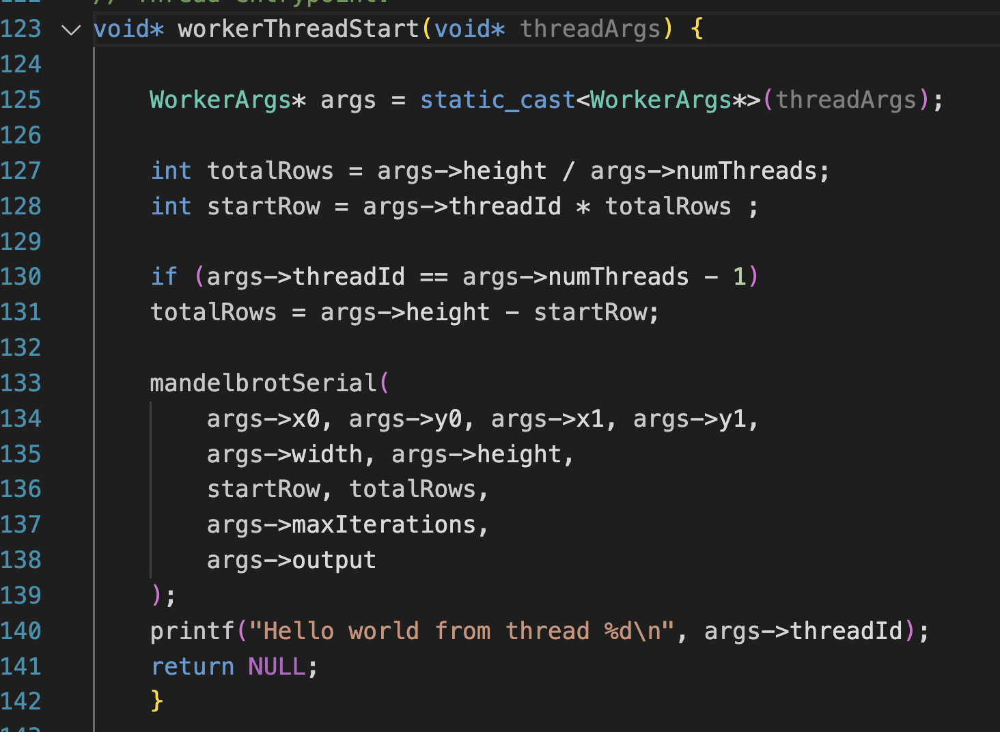 // Thread entrypoint.
123 void* workerThreadStart(void* threadArgs) {
124
125 WorkerArgs* args = static_cast<WorkerArgs*>(threadArgs);
126
127 int totalRows = args->height / args->numThreads;
128 int startRow = args->threadId * totalRows ;
129
130 if (args->threadId == args->numThreads - 1)
131 totalRows = args->height - startRow;
132
133 mandelbrotSerial(
134 args->x0, args->y0, args->x1, args->y1,
135 args->width, args->height,
136 startRow, totalRows,
137 args->maxIterations,
138 args->output
139 );
140 printf("Hello world from thread %d\n", args->threadId);
141 return NULL;
142 }